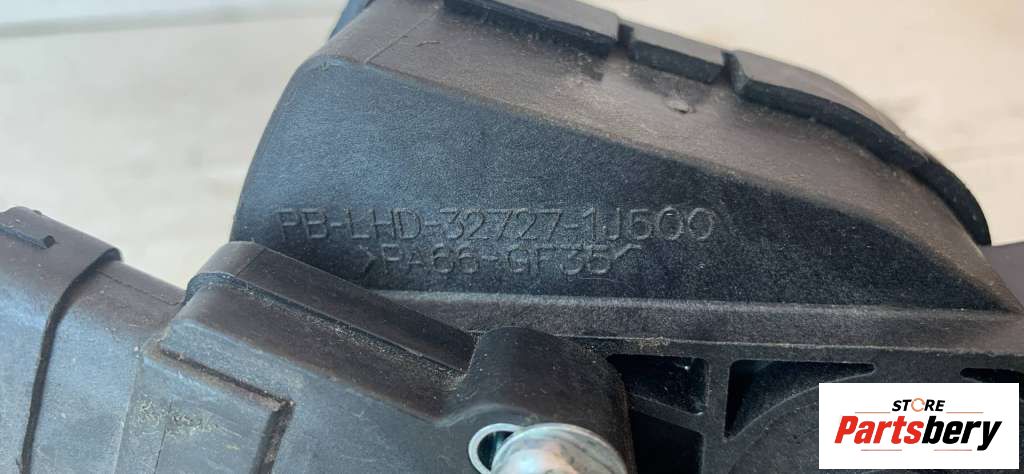 PB-LHD-32727-1J500
>PA66-GF35<
STORE
Partsbery